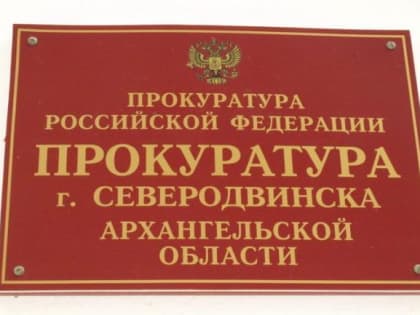 ПРОКУРАТУРА
РОССИЙСКОЙ ФЕДЕРАЦИИ
ПРОКУРАТУРА
г. СЕВЕРОДВИНСКА
АРХАНГЕЛЬСКОЙ
ОБЛАСТИ